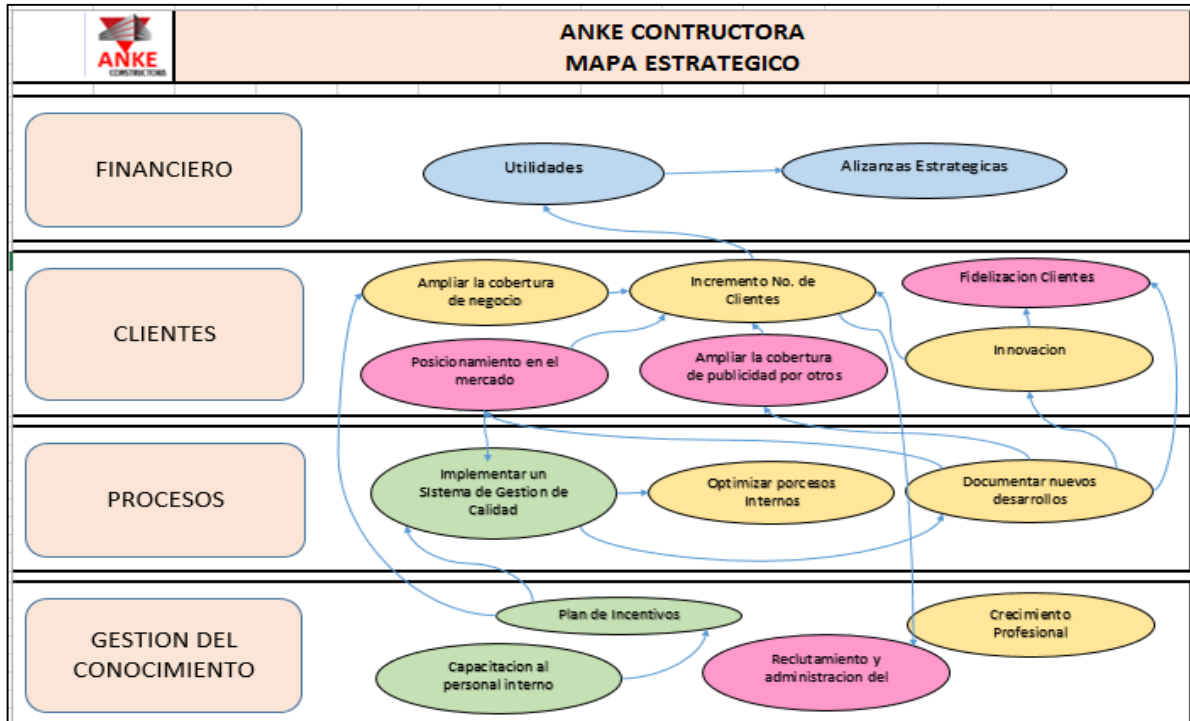 ANKE
CONSTRUCTORA
ANKE CONTRUCTORA
MAPA ESTRATEGICO
FINANCIERO
Utilidades
Alizanzas Estrategicas
CLIENTES
Ampliar la cobertura
de negocio
Incremento No. de
Clientes
Fidelizacion Clientes
Posicionamiento en el
mercado
Ampliar la cobertura
de publicidad por otros
Innovacion
PROCESOS
Implementar un
Sistema de Gestion de
Calidad
Optimizar porcesos
Internos
Documentar nuevos
desarrollos
GESTION DEL
CONOCIMIENTO
Plan de Incentivos
Crecimiento
Profesional
Capacitacion al
personal interno
Reclutamiento y
administracion del